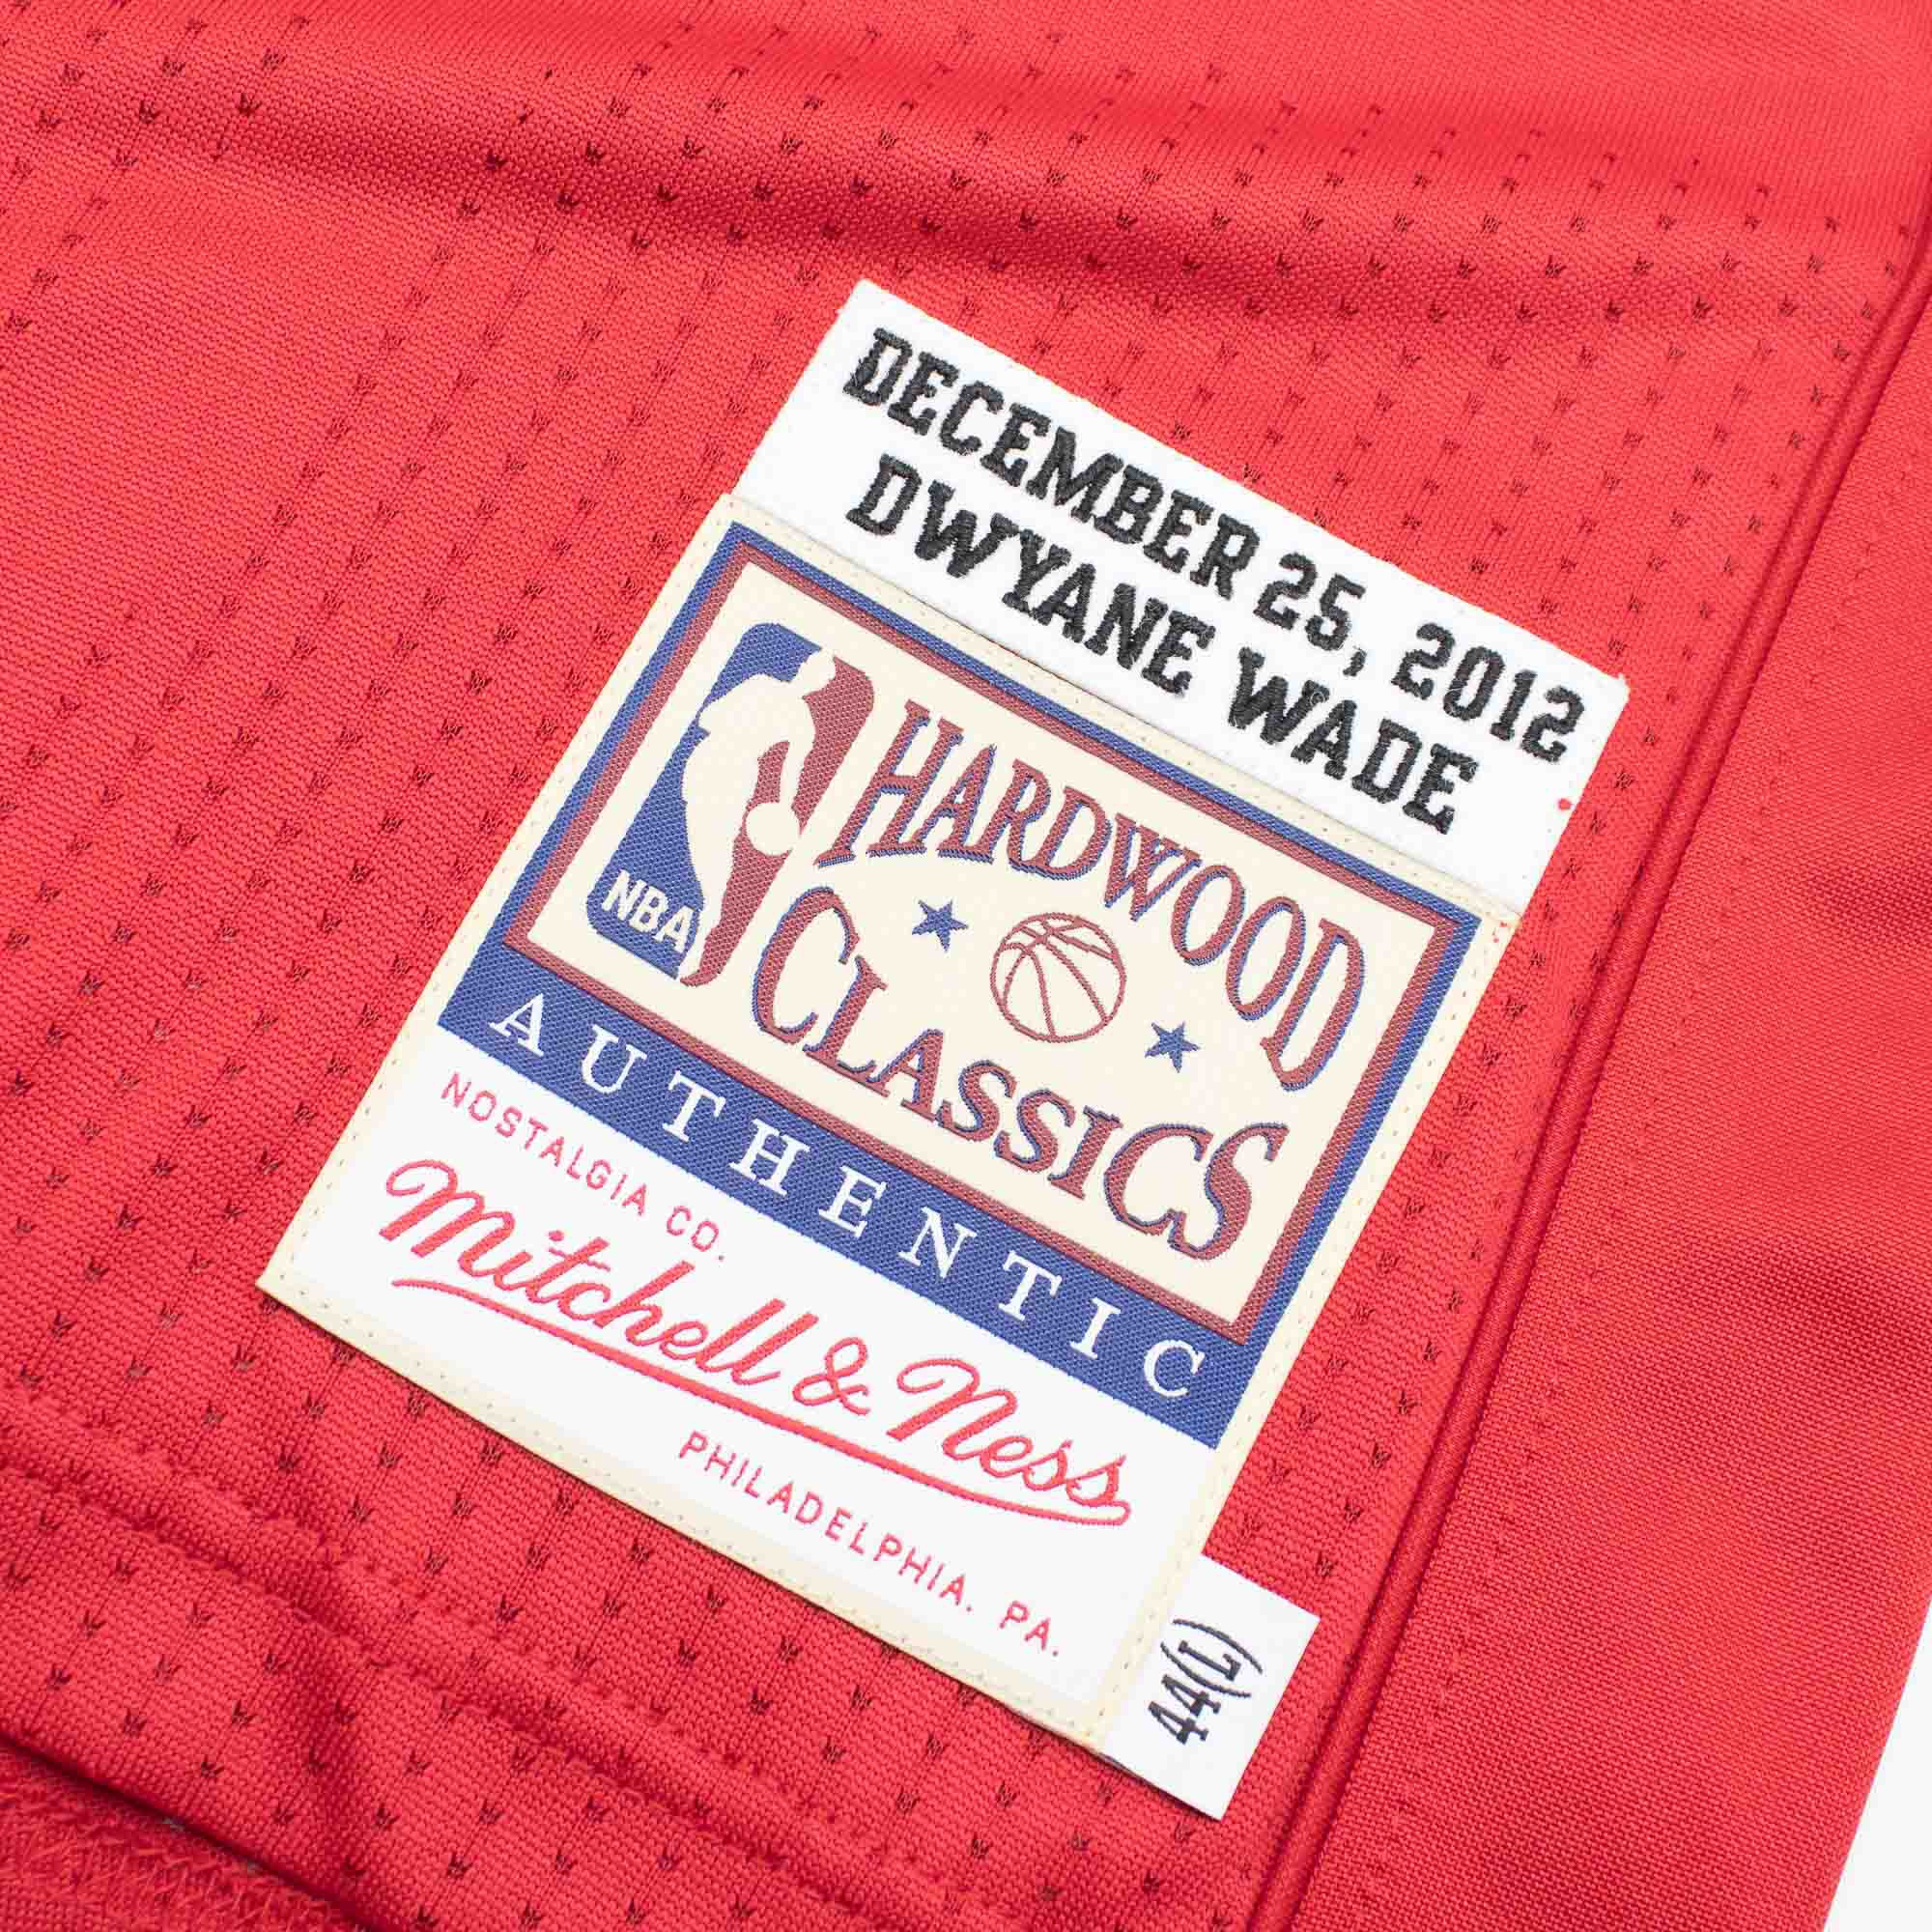 DECEMBER 25, 2012
DWYANE WADE
NBA
HARDWOOD
CLASSICS
AUTHENTIC
NOSTALGIA CO.
Mitchell & Ness
PHILADELPHIA. PA.
44(L)